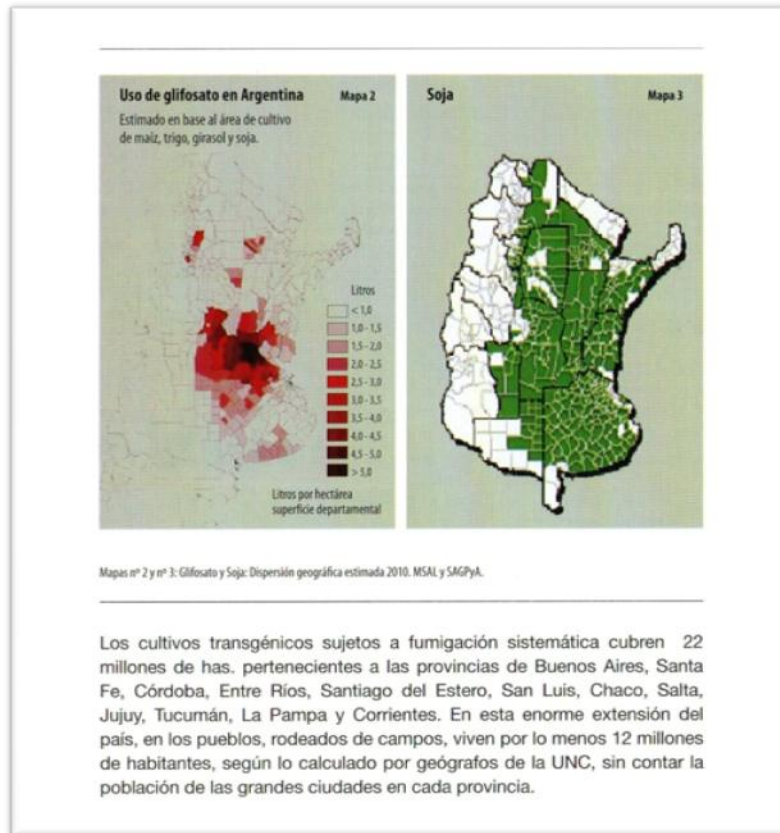 Uso de glifosato en Argentina
Mapa 2
Estimado en base al área de cultivo
de maíz, trigo, girasol y soja.
Litros
< 1,0
1,0 - 1,5
1,5 - 2,0
2,0 - 2,5
2,5 - 3,0
3,0 - 3,5
3,5 - 4,0
4,0 - 4,5
4,5 - 5,0
> 5,0
Litros por hectárea
superficie departamental
Soja
Mapa 3
Mapas nº 2 y nº 3: Glifosato y Soja: Dispersión geográfica estimada 2010. MSAL y SAGPyA.
Los cultivos transgénicos sujetos a fumigación sistemática cubren 22
millones de has. pertenecientes a las provincias de Buenos Aires, Santa
Fe, Córdoba, Entre Ríos, Santiago del Estero, San Luis, Chaco, Salta,
Jujuy, Tucumán, La Pampa y Corrientes. En esta enorme extensión del
país, en los pueblos, rodeados de campos, viven por lo menos 12 millones
de habitantes, según lo calculado por geógrafos de la UNC, sin contar la
población de las grandes ciudades en cada provincia.